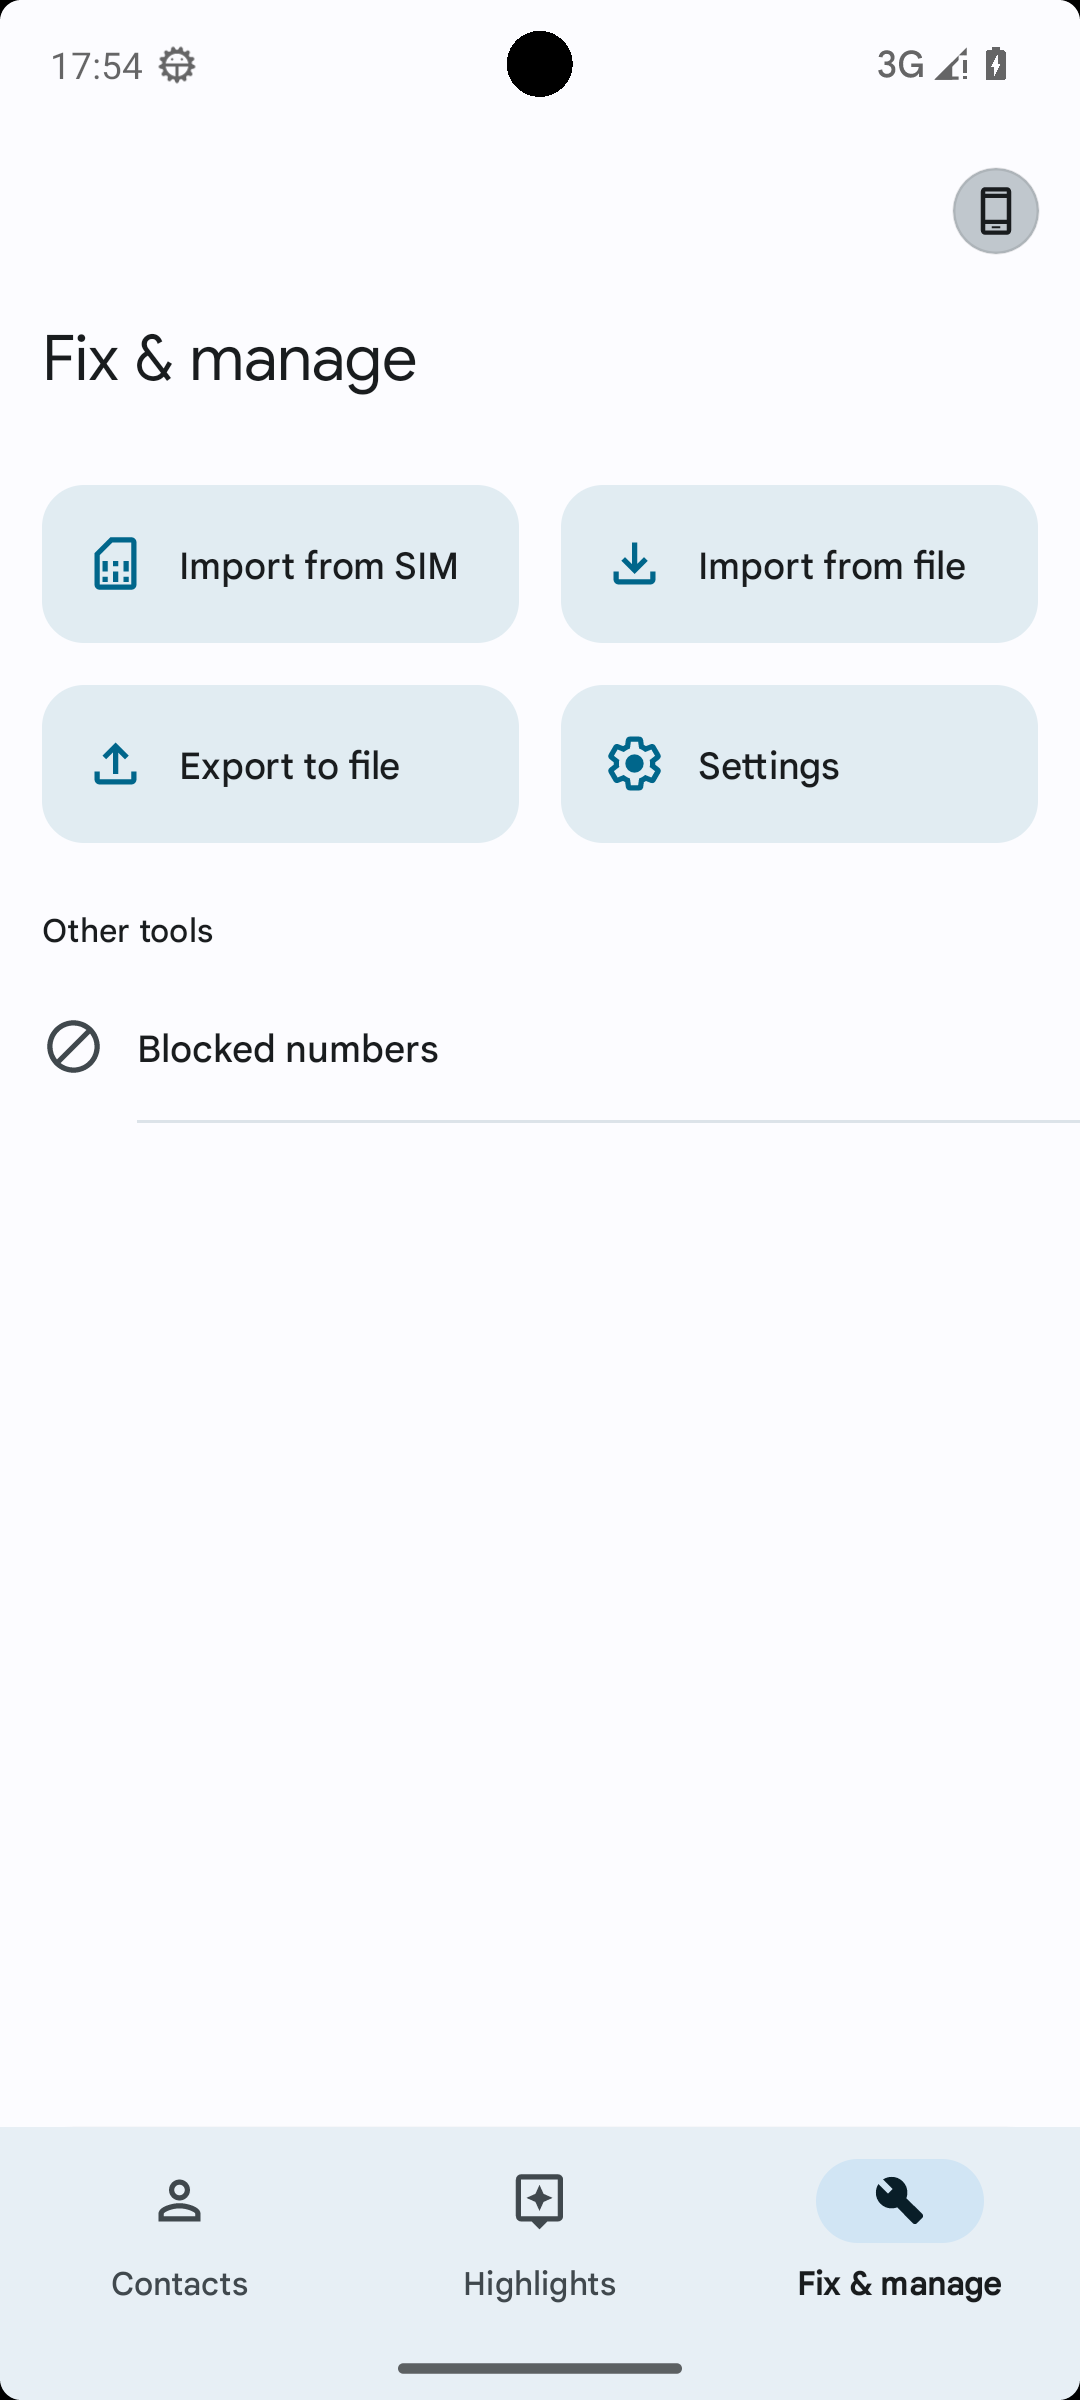 17:54
3G
Fix & manage
Import from SIM
Import from file
Export to file
Settings
Other tools
Blocked numbers
Contacts
Highlights
Fix & manage